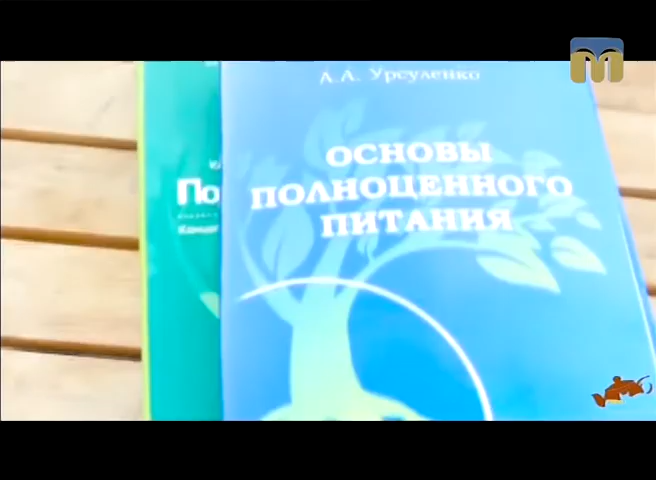 А.А. Урсуленко
ОСНОВЫ
ПОЛНОЦЕННОГО
ПИТАНИЯ
По